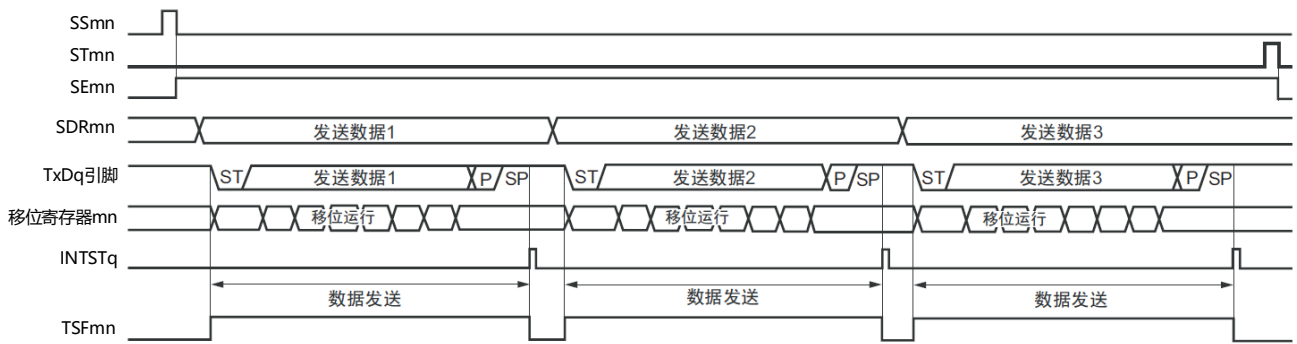 SSmn
STmn
SEmn
SDRmn 发送数据1 发送数据2 发送数据3
TxDq引脚 ST 发送数据1 P SP ST 发送数据2 P SP ST 发送数据3 P SP
移位寄存器mn 移位运行 移位运行 移位运行
INTSTq
数据发送 数据发送 数据发送
TSFmn